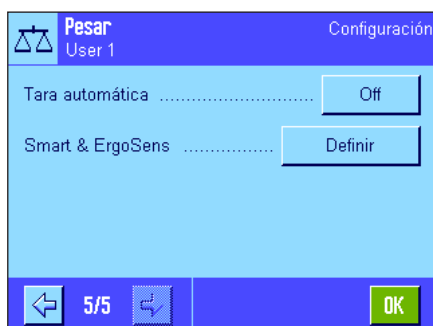 Pesar
Configuración
User 1
Tara automática ............................ Off
Smart & ErgoSens ................ Definir
5/5
OK